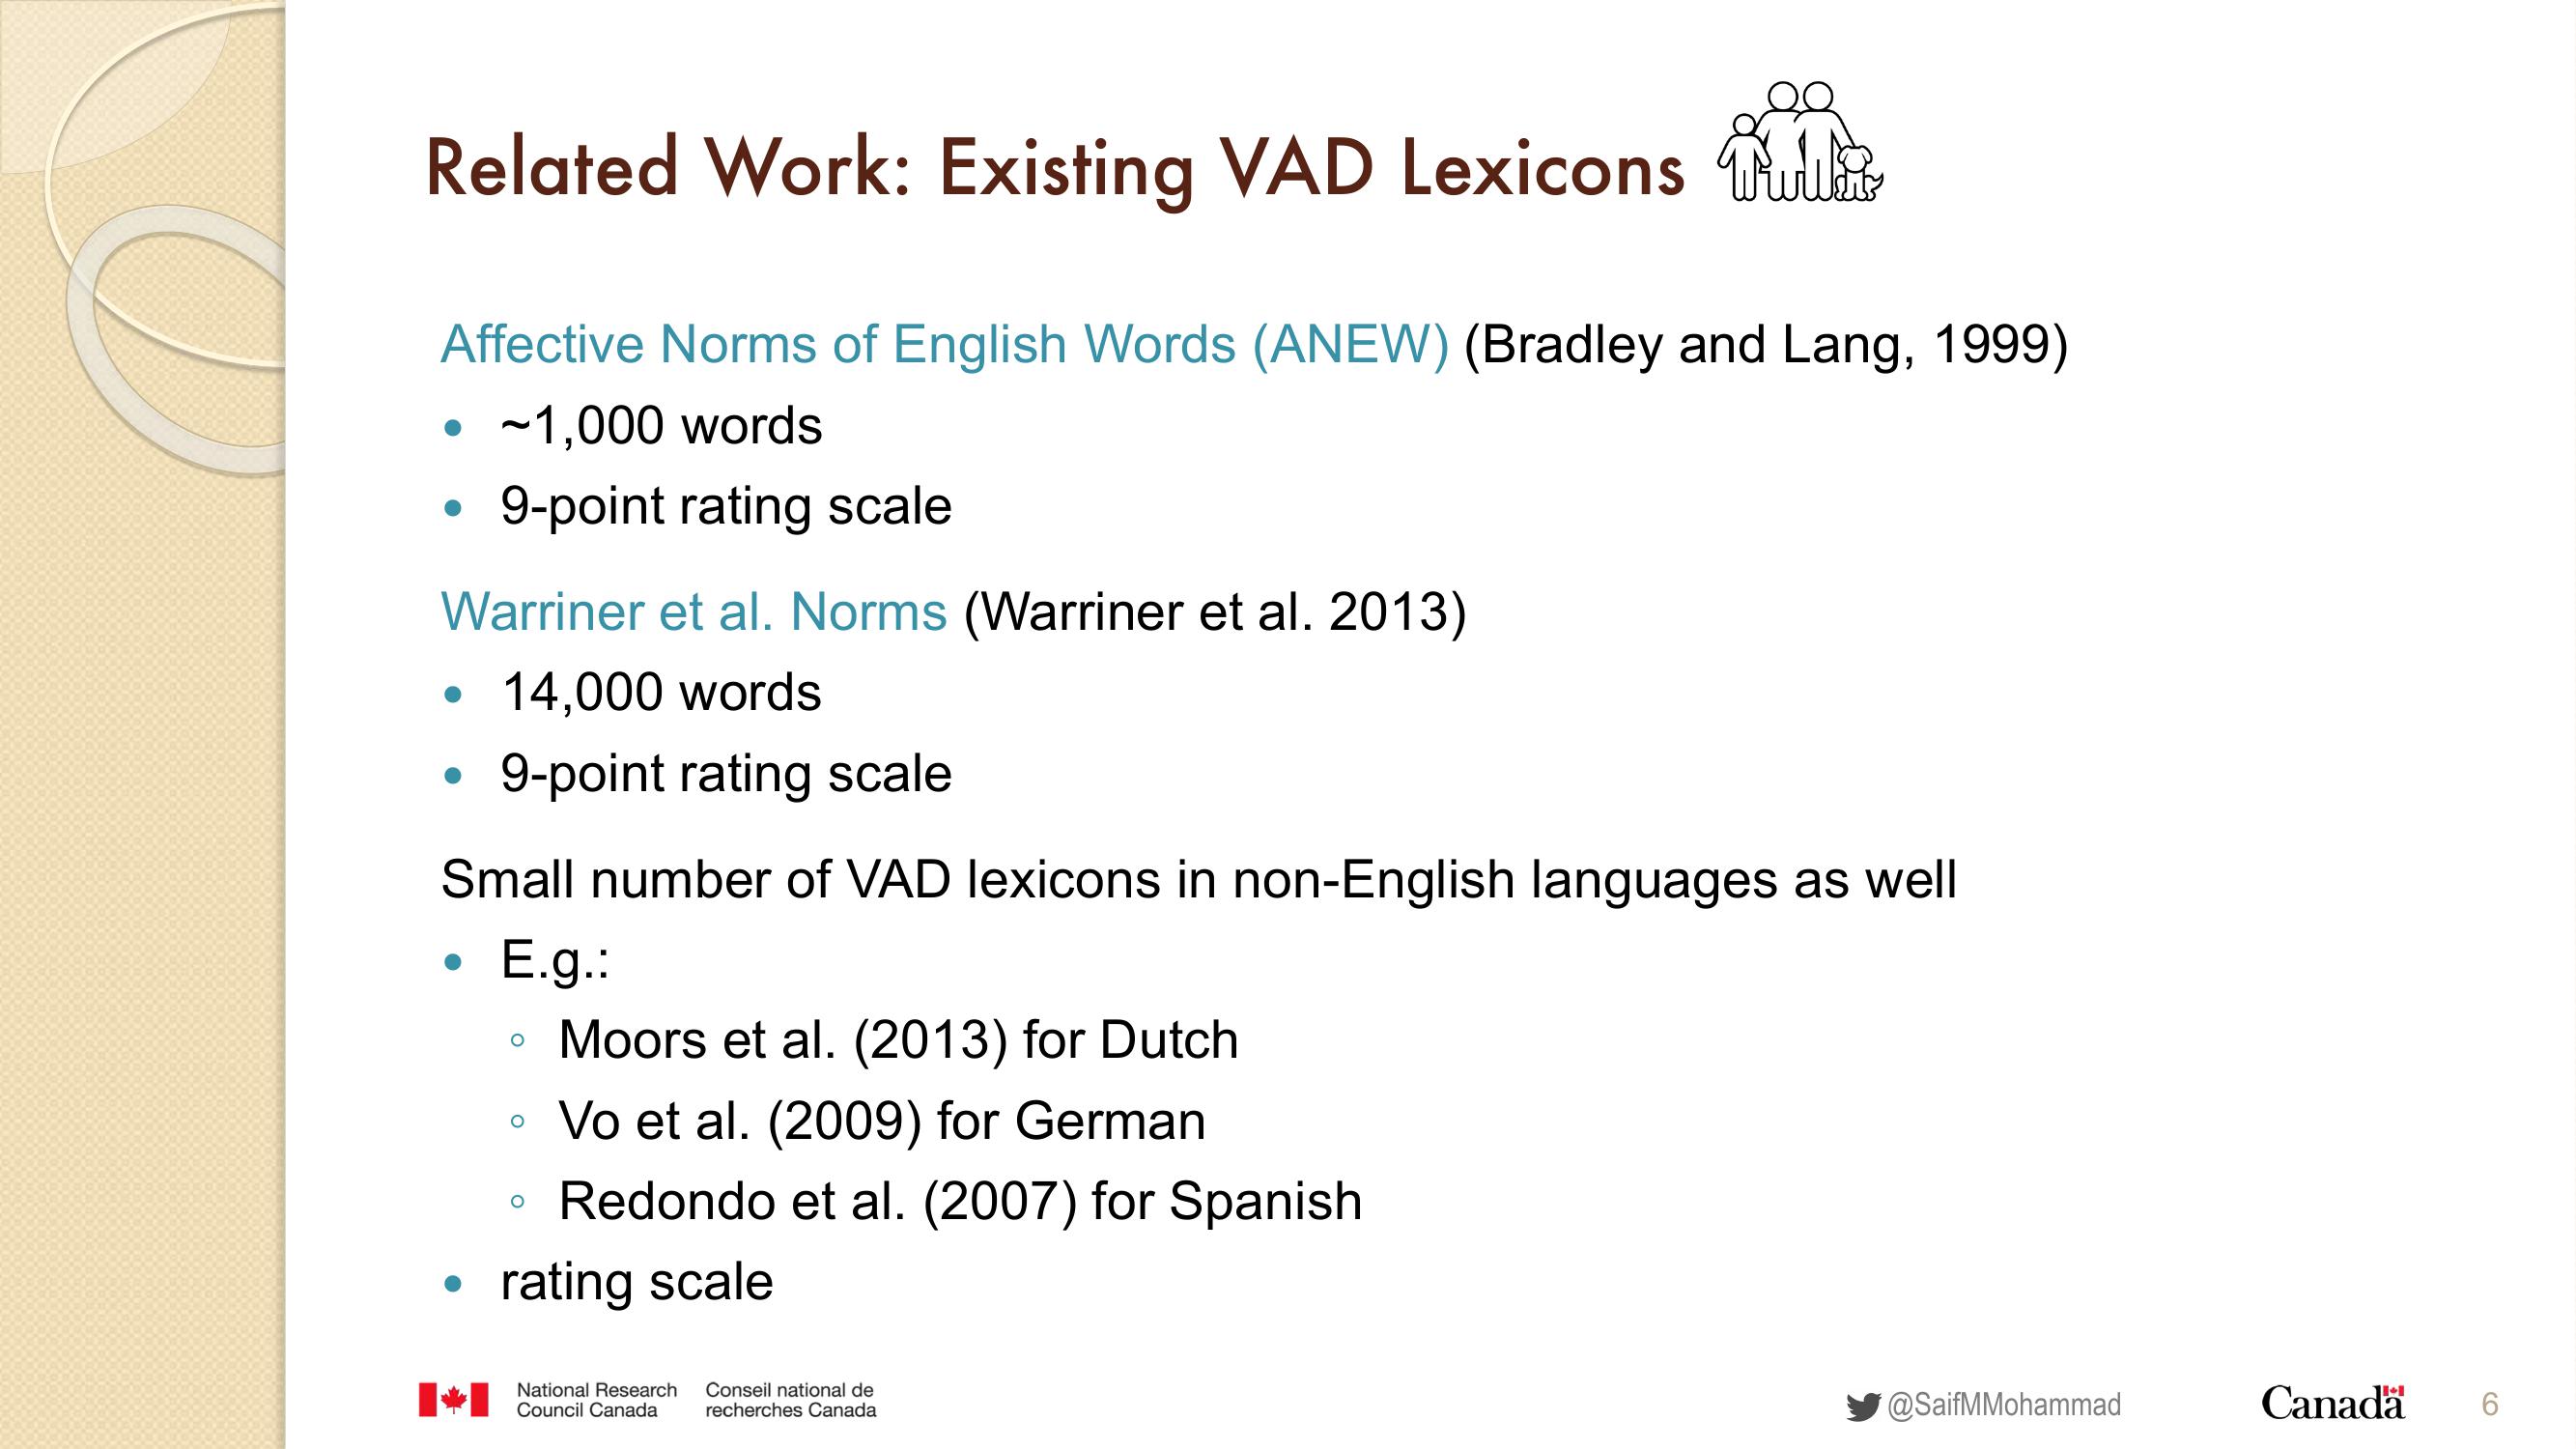 Related Work: Existing VAD Lexicons
Affective Norms of English Words (ANEW) (Bradley and Lang, 1999)
• ~1,000 words
• 9-point rating scale
Warriner et al. Norms (Warriner et al. 2013)
• 14,000 words
• 9-point rating scale
Small number of VAD lexicons in non-English languages as well
• E.g.:
◦ Moors et al. (2013) for Dutch
◦ Vo et al. (2009) for German
◦ Redondo et al. (2007) for Spanish
• rating scale
National Research
Council Canada
Conseil national de
recherches Canada
@SaifMMohammad
Canada
6